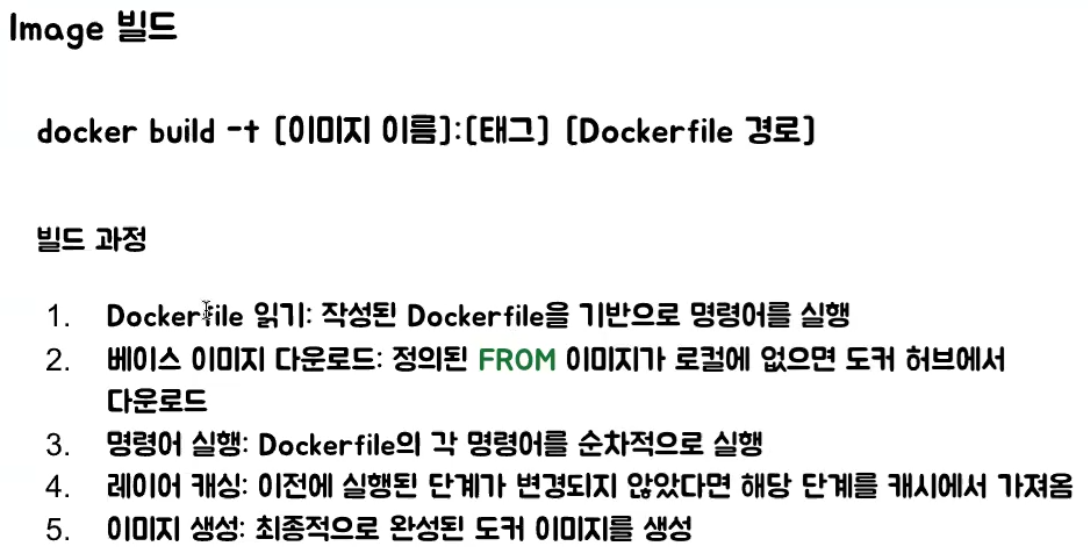 Image 빌드
docker build -t [이미지 이름]:[태그] [Dockerfile 경로]
빌드 과정
1. Dockerfile 읽기: 작성된 Dockerfile을 기반으로 명령어를 실행
2. 베이스 이미지 다운로드: 정의된 FROM 이미지가 로컬에 없으면 도커 허브에서
다운로드
3. 명령어 실행: Dockerfile의 각 명령어를 순차적으로 실행
4. 레이어 캐싱: 이전에 실행된 단계가 변경되지 않았다면 해당 단계를 캐시에서 가져옴
5. 이미지 생성: 최종적으로 완성된 도커 이미지를 생성